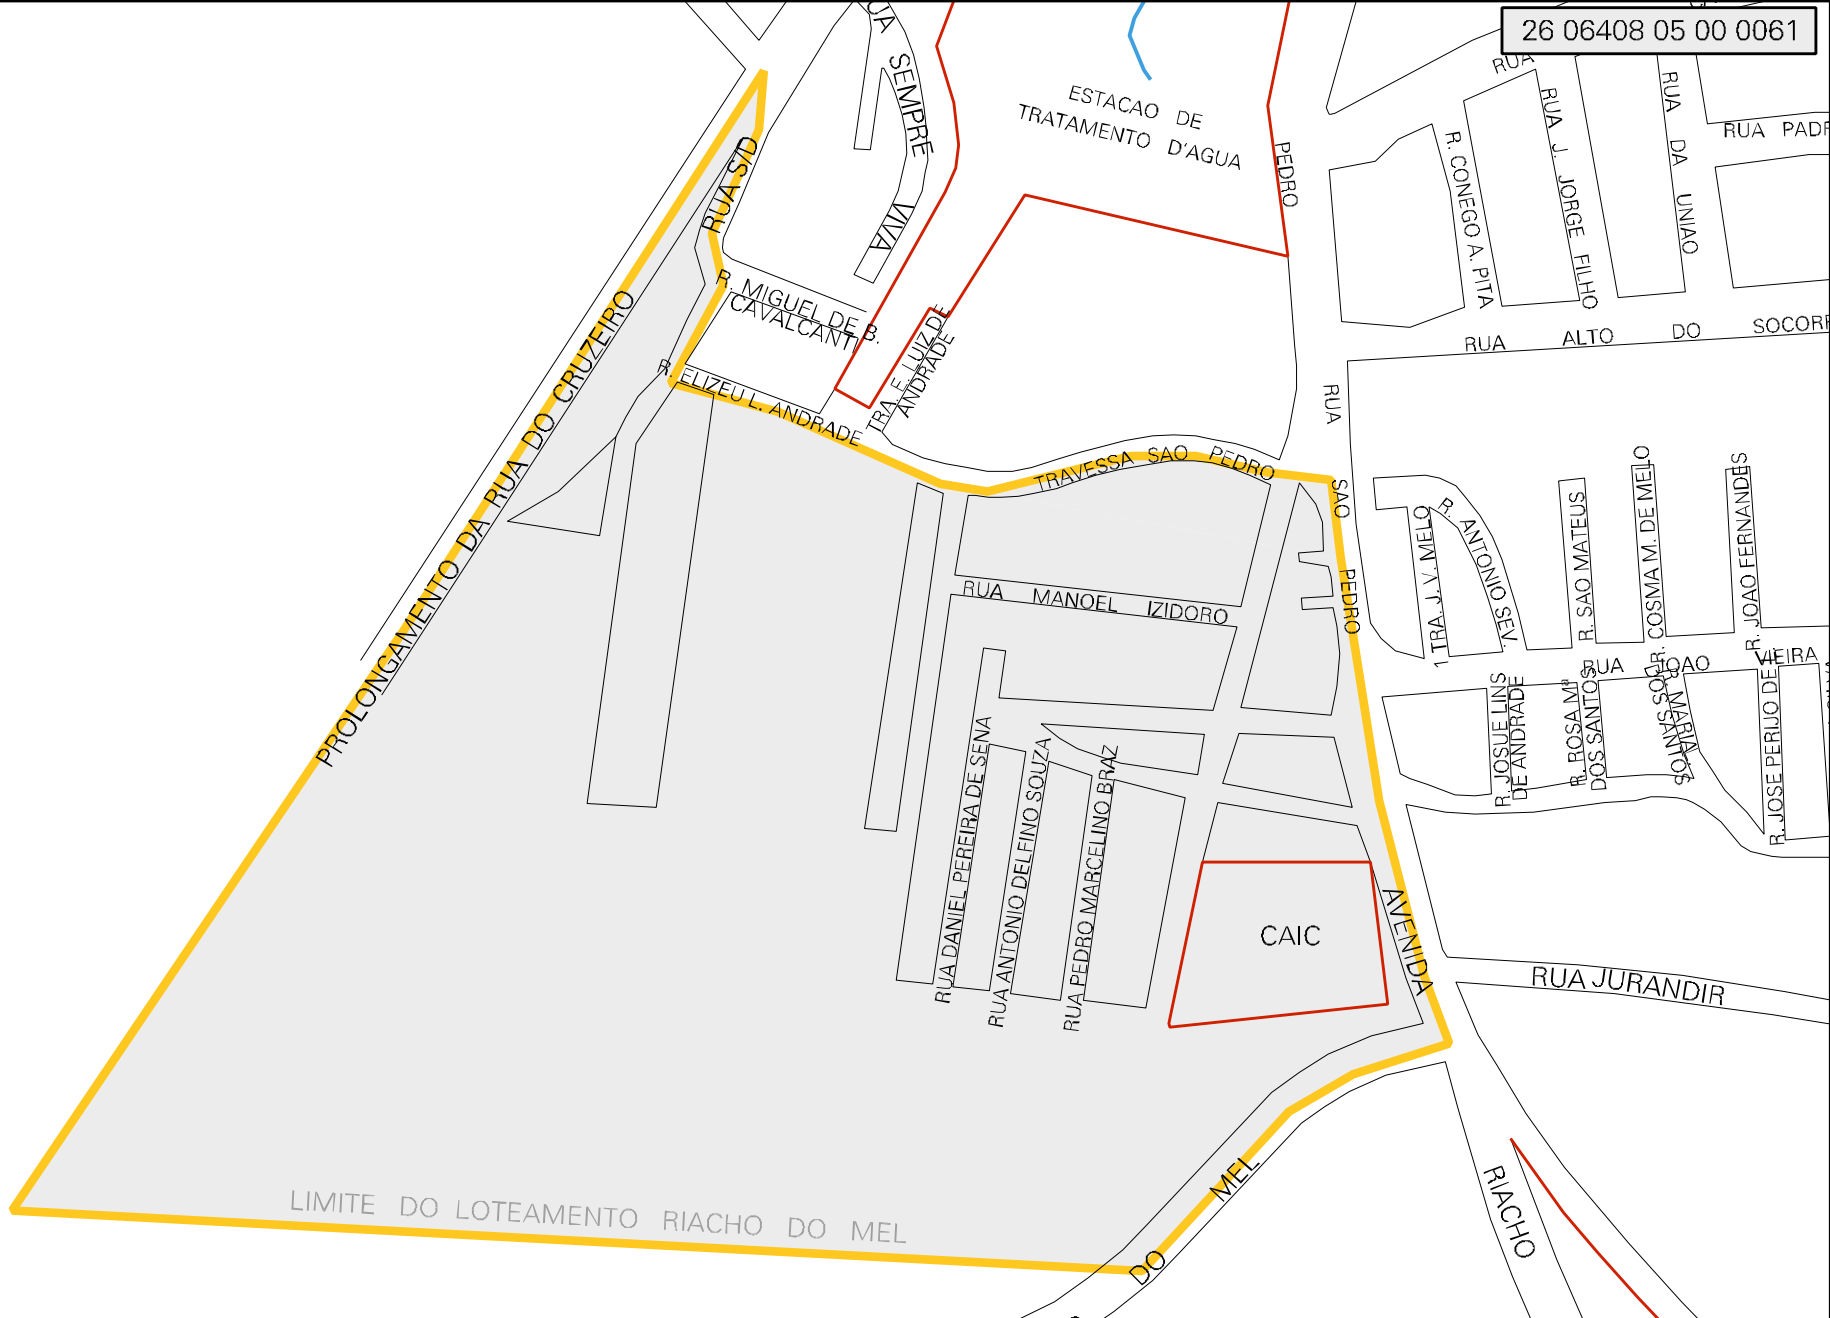 26 06408 05 00 0061
SEMPRE
VIVA
ESTACAO DE
TRATAMENTO D'AGUA
PEDRO
RUA
R. CONEGO A. PITA
RUA J. JORGE FILHO
RUA DA UNIAO
RUA PADR
RUA ALTO DO SOCORR
RUA S/D
R. MIGUEL DE B.
CAVALCANTI
R. ELIZEU L. ANDRADE
TRA. E. LUIZ DE
ANDRADE
PROLONGAMENTO DA RUA DO CRUZEIRO
TRAVESSA SAO PEDRO
RUA
SAO
PEDRO
1 TRA. J. V. MELO
R. ANTONIO SEV.
R. SAO MATEUS
R. COSMA M. DE MELO
R. JOAO FERNANDES
RUA JOAO VIEIRA
RUA MANOEL IZIDORO
R. JOSUE LINS
DE ANDRADE
R. ROSA Mª
DOS SANTOS
R. MARIA
R. JOSE PERIJO DE
RUA DANIEL PEREIRA DE SENA
RUA ANTONIO DELFINO SOUZA
RUA PEDRO MARCELINO BRAZ
CAIC
AVENIDA
RUA JURANDIR
RIACHO
DO MEL
LIMITE DO LOTEAMENTO RIACHO DO MEL